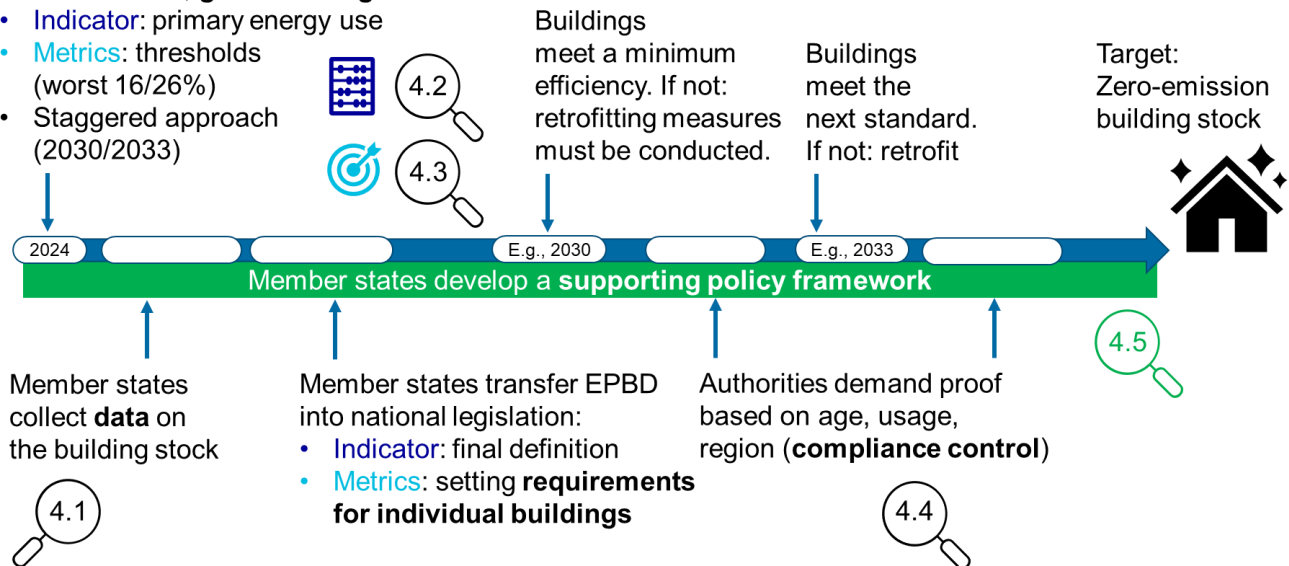 • Indicator: primary energy use
• Metrics: thresholds
(worst 16/26%)
• Staggered approach
(2030/2033)
4.2
4.3
Buildings
meet a minimum
efficiency. If not:
retrofitting measures
must be conducted.
Buildings
meet the
next standard.
If not: retrofit
Target:
Zero-emission
building stock
2024
E.g., 2030
E.g., 2033
Member states develop a supporting policy framework
4.5
Member states
collect data on
the building stock
4.1
Member states transfer EPBD
into national legislation:
• Indicator: final definition
• Metrics: setting requirements
for individual buildings
Authorities demand proof
based on age, usage,
region (compliance control)
4.4